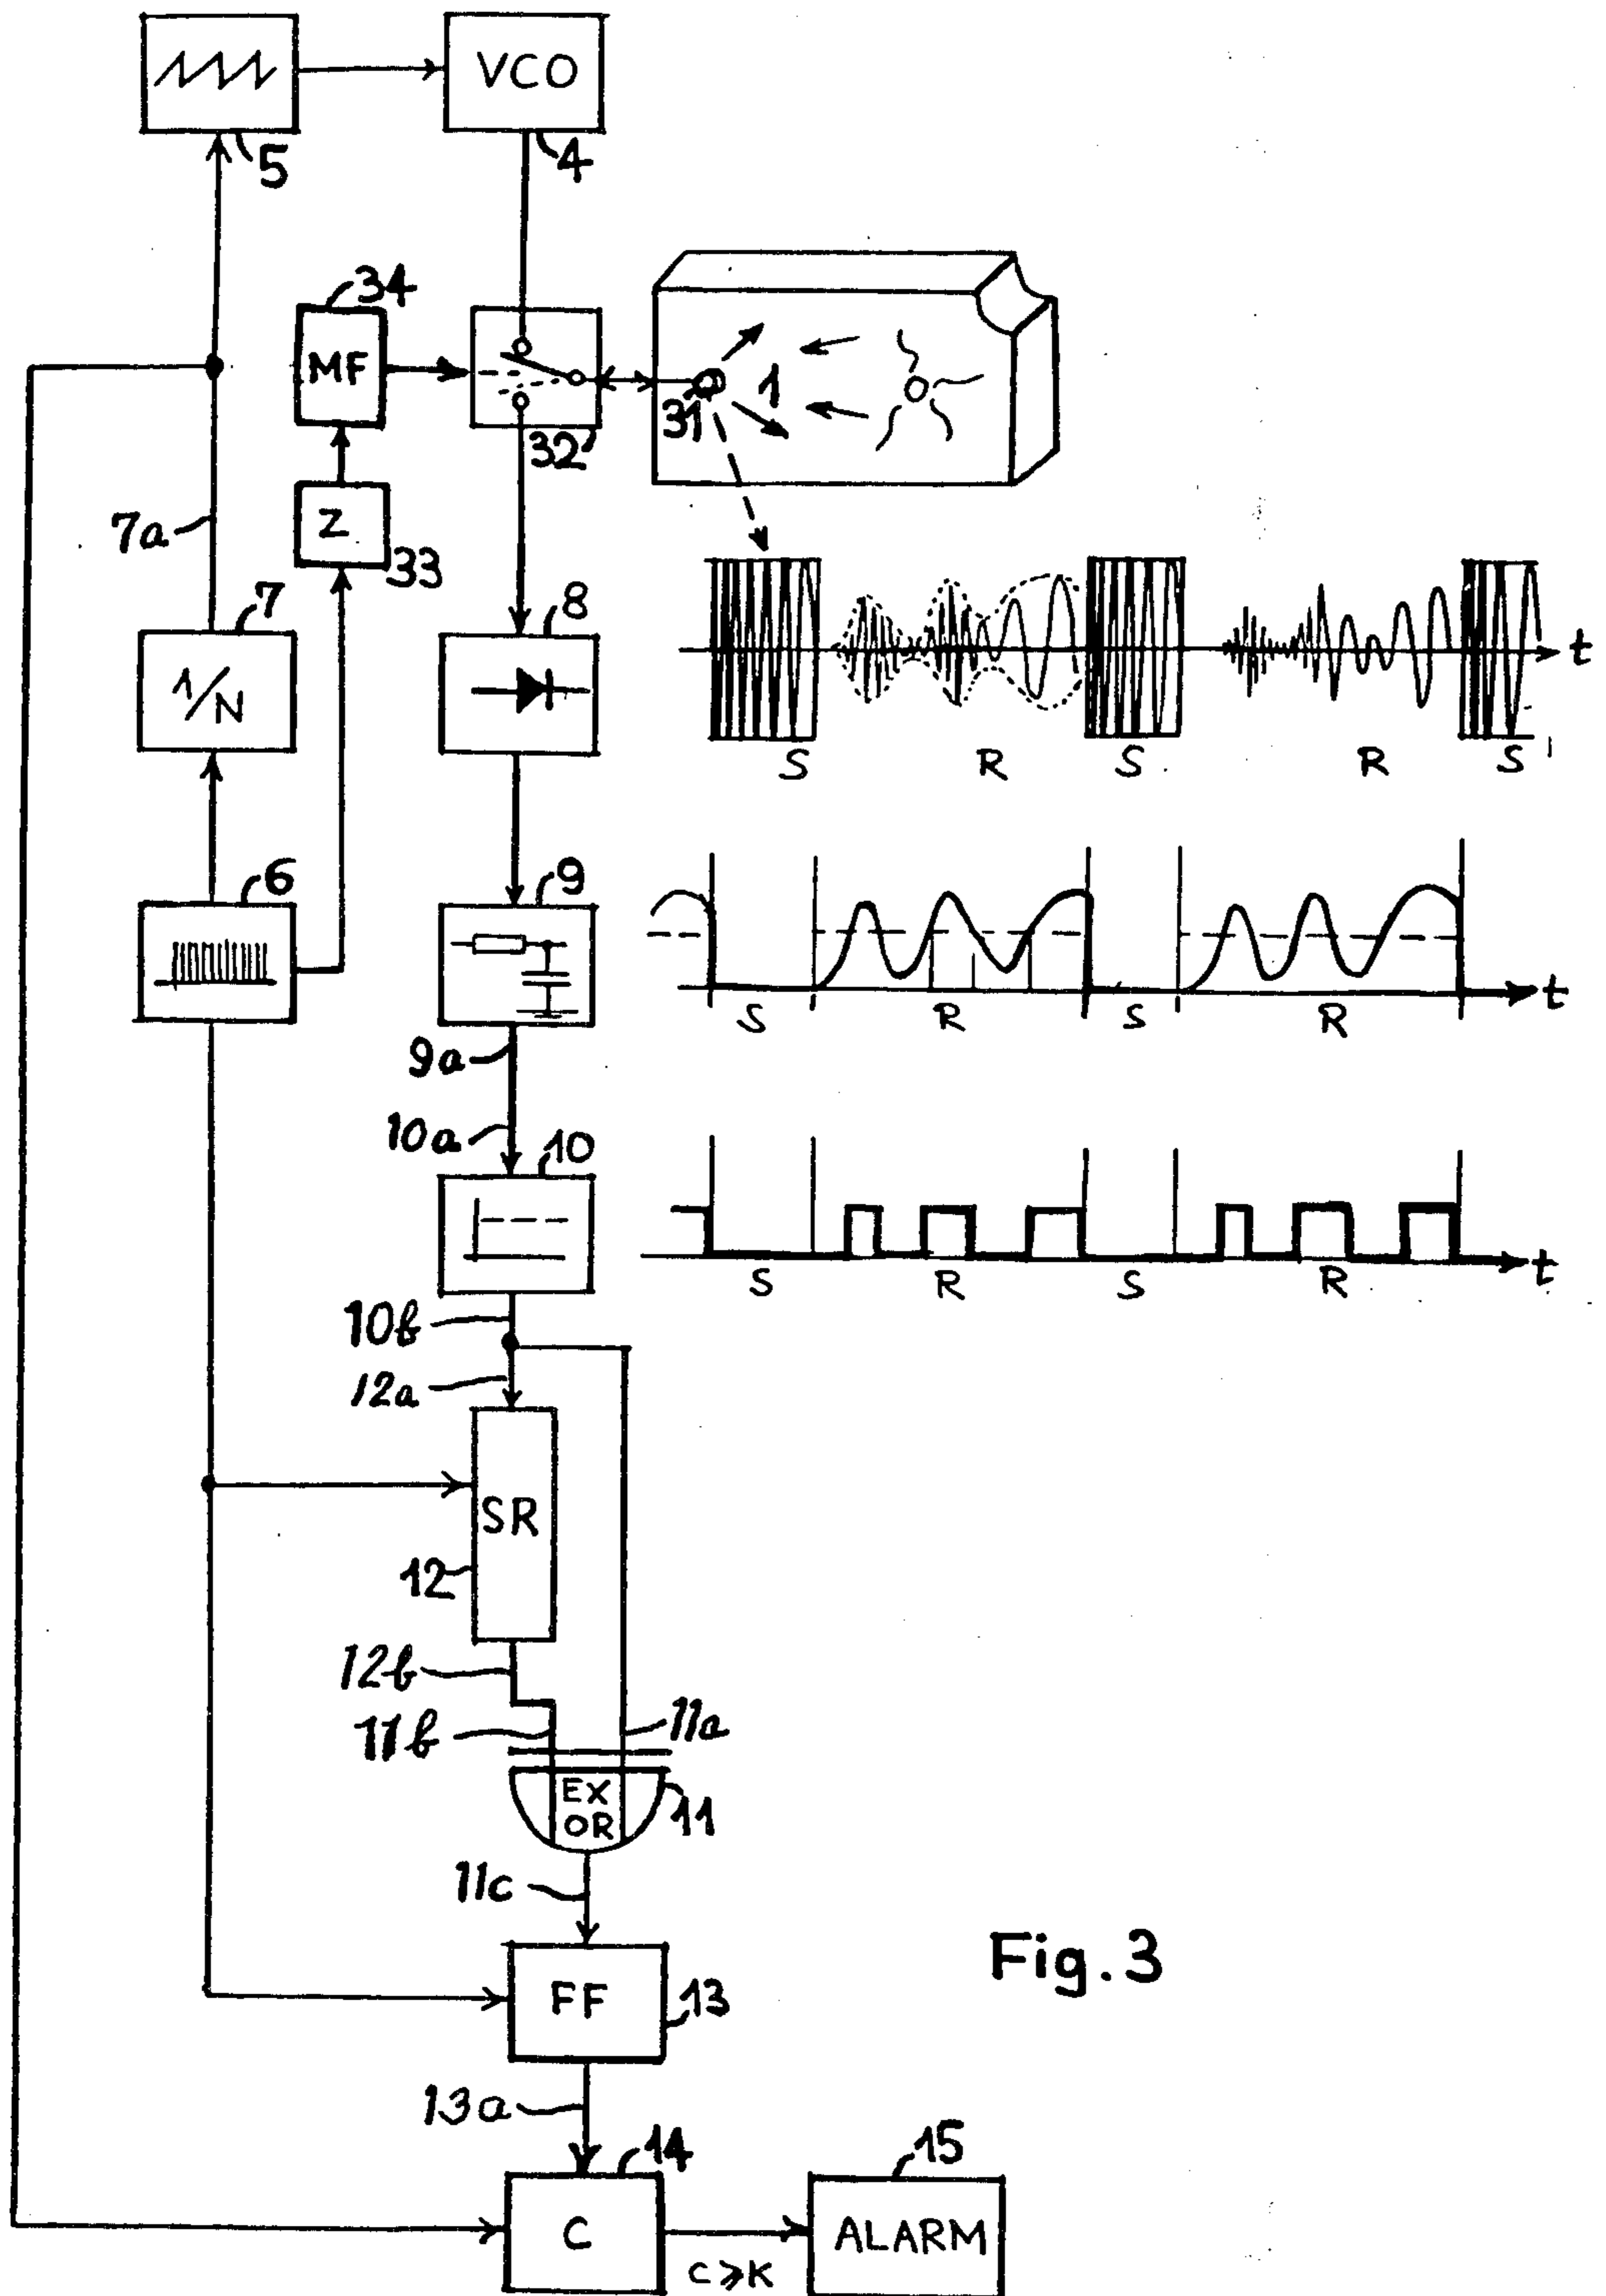 VCO
5
4
34
MF
31
1
32
7a
Z
33
7
8
1/N
t
S
R
S
R
S
6
9
t
S
R
S
R
9a
10a
10
t
S
R
S
R
10b
12a
SR
12
12b
11b
11a
EX
OR
11
11c
Fig. 3
FF
13
13a
14
15
C
ALARM
C ≥ K